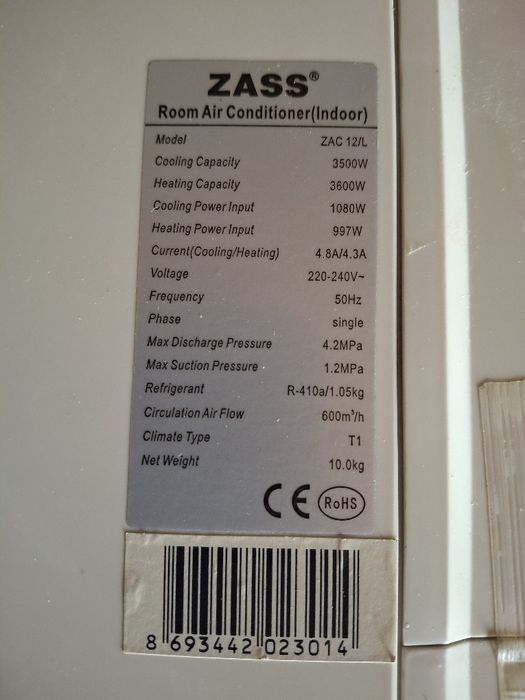 ZASS®
Room Air Conditioner(Indoor)
Model ZAC 12/L
Cooling Capacity 3500W
Heating Capacity 3600W
Cooling Power Input 1080W
Heating Power Input 997W
Current(Cooling/Heating) 4.8A/4.3A
Voltage 220-240V~
Frequency 50Hz
Phase single
Max Discharge Pressure 4.2MPa
Max Suction Pressure 1.2MPa
Refrigerant R-410a/1.05kg
Circulation Air Flow 600m³/h
Climate Type T1
Net Weight 10.0kg
CE RoHS
8 693442 023014